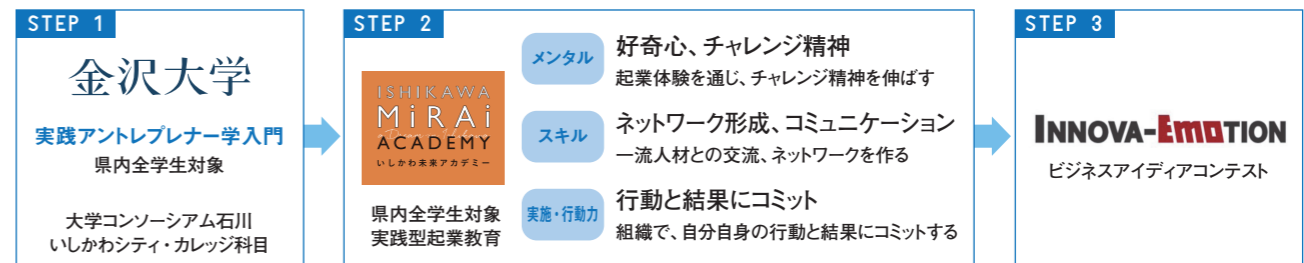 STEP 1
金沢大学
実践アントレプレナー学入門
県内全学生対象
大学コンソーシアム石川
いしかわシティ・カレッジ科目
STEP 2
ISHIKAWA
MiRAi
ACADEMY
いしかわ未来アカデミー
県内全学生対象
実践型起業教育
メンタル
好奇心、チャレンジ精神
起業体験を通じ、チャレンジ精神を伸ばす
スキル
ネットワーク形成、コミュニケーション
一流人材との交流、ネットワークを作る
実施・行動力
行動と結果にコミット
組織で、自分自身の行動と結果にコミットする
STEP 3
INNOVA-EMOTION
ビジネスアイディアコンテスト